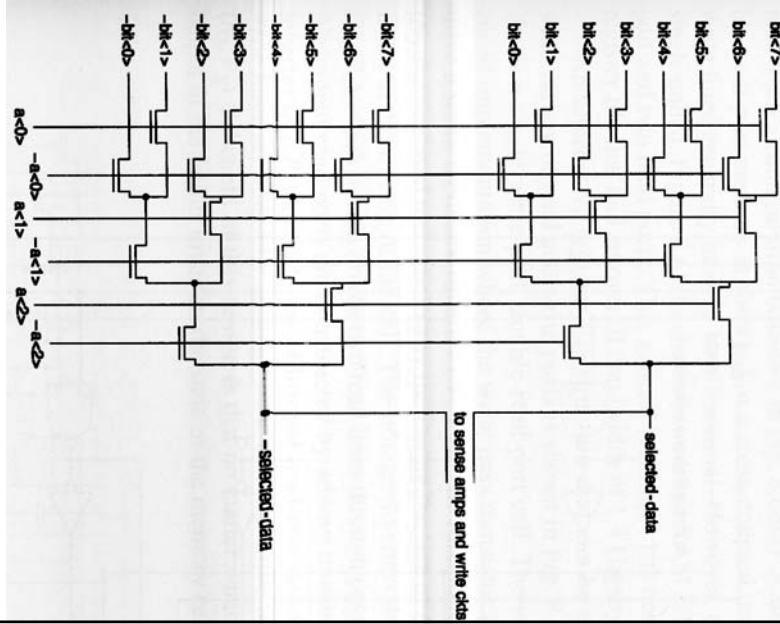 -bit<0>
-bit<1>
-bit<2>
-bit<3>
-bit<4>
-bit<5>
-bit<6>
-bit<7>
bit<0>
bit<1>
bit<2>
bit<3>
bit<4>
bit<5>
bit<6>
bit<7>
a<0>
-a<0>
a<1>
-a<1>
a<2>
-a<2>
-selected-data
to sense amps and write ckts
selected-data